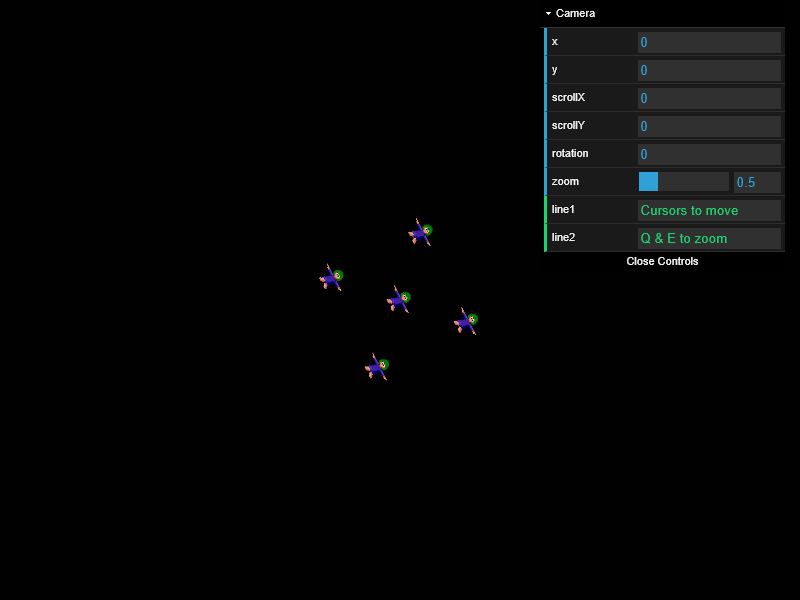 Camera
x 0
y 0
scrollX 0
scrollY 0
rotation 0
zoom 0.5
line1 Cursors to move
line2 Q & E to zoom
Close Controls